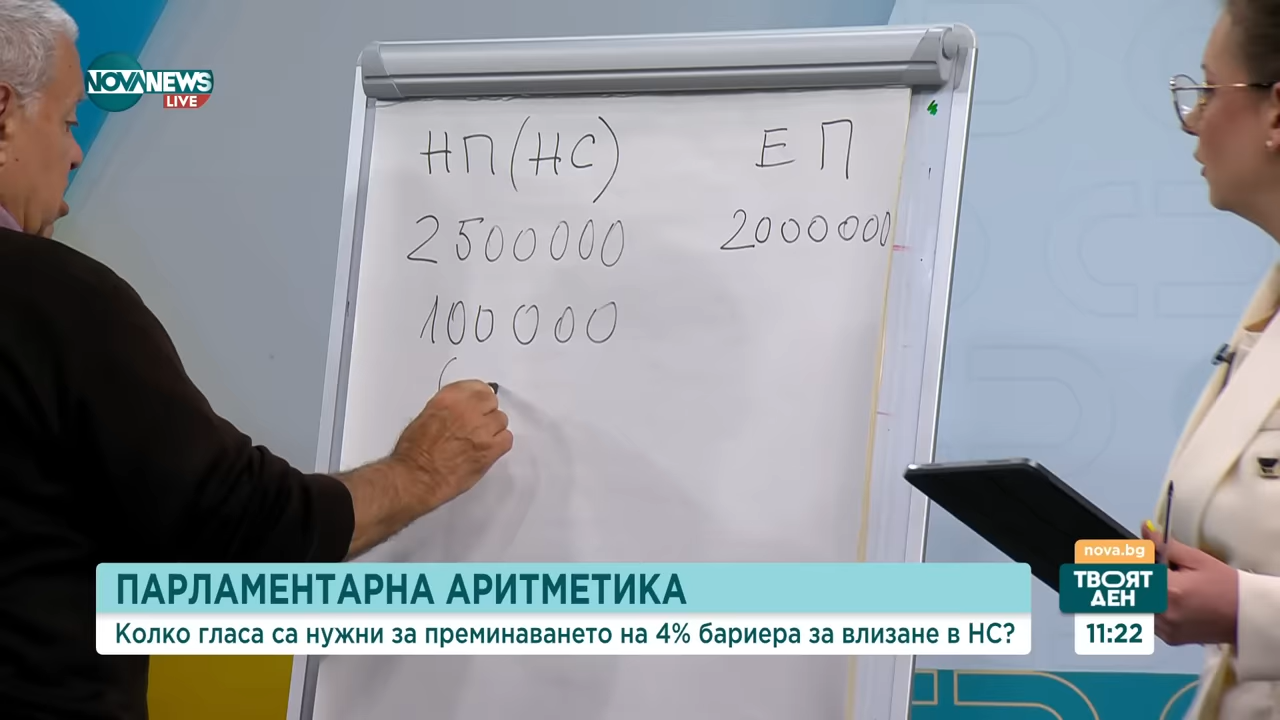 NOVA NEWS
LIVE
НП(НС) ЕП
2500000 2000000
100000
(
ПАРЛАМЕНТАРНА АРИТМЕТИКА
Колко гласа са нужни за преминаването на 4% бариера за влизане в НС?
nova.bg
ТВОЯТ
ДЕН
11:22